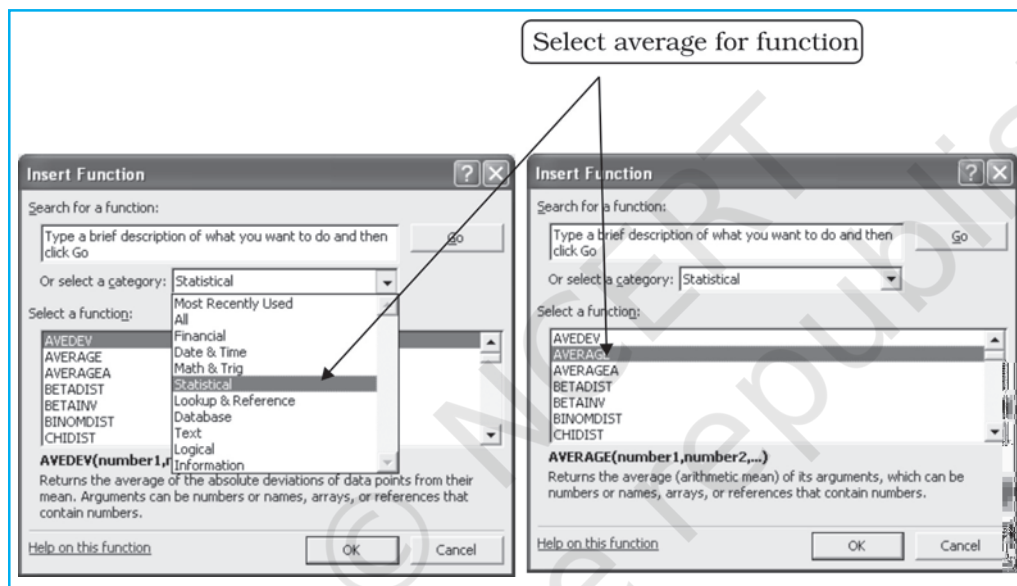 Select average for function
Insert Function
Search for a function:
Type a brief description of what you want to do and then
click Go
Go
Or select a category: Statistical
Most Recently Used
All
Financial
Date & Time
Math & Trig
Statistical
Lookup & Reference
Database
Text
Logical
Information
Select a function:
AVEDEV
AVERAGE
AVERAGEA
BETADIST
BETAINV
BINOMDIST
CHIDIST
AVEDEV(number1,
Returns the average of the absolute deviations of data points from their
mean. Arguments can be numbers or names, arrays, or references that
contain numbers.
Help on this function
OK
Cancel
Insert Function
Search for a function:
Type a brief description of what you want to do and then
click Go
Go
Or select a category: Statistical
Select a function:
AVEDEV
AVERAGE
AVERAGEA
BETADIST
BETAINV
BINOMDIST
CHIDIST
AVERAGE(number1,number2,...)
Returns the average (arithmetic mean) of its arguments, which can be
numbers or names, arrays, or references that contain numbers.
Help on this function
OK
Cancel
© NCERT